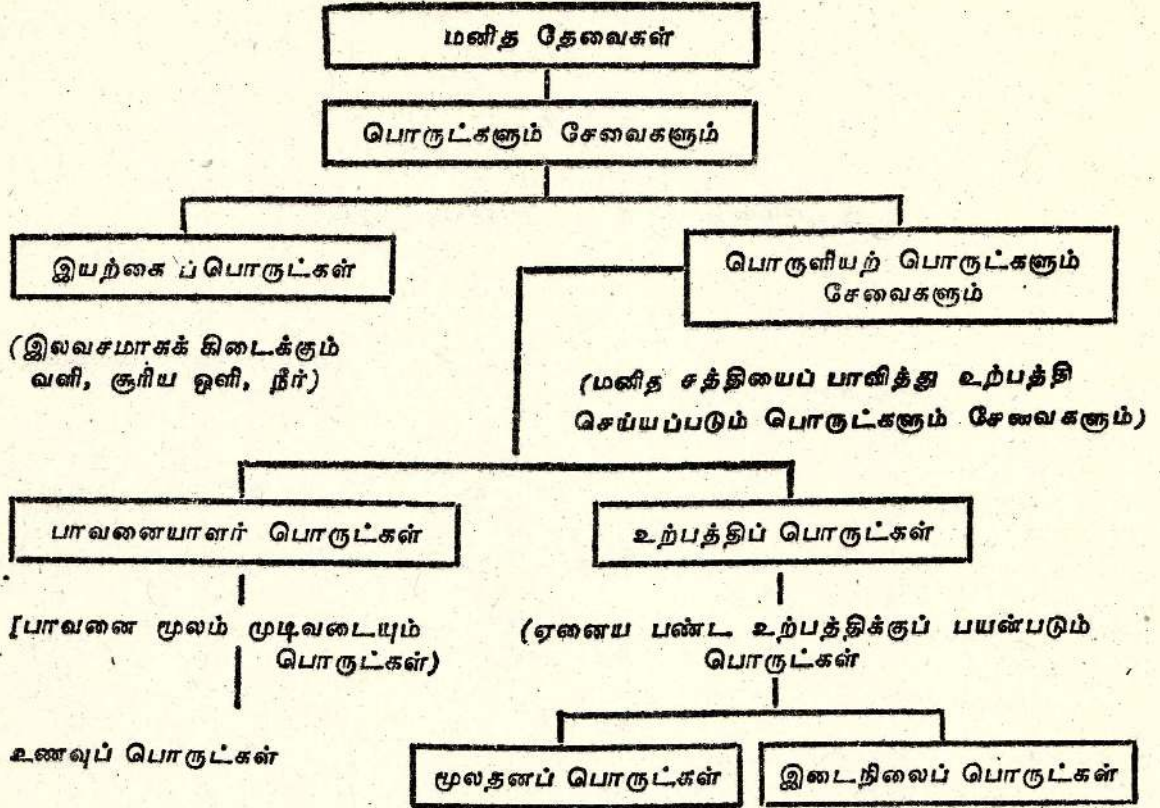 மனித தேவைகள்
பொருட்களும் சேவைகளும்
இயற்கை ப் பொருட்கள்
பொருளியற் பொருட்களும்
சேவைகளும்
(இலவசமாகக் கிடைக்கும்
வளி, சூரிய ஒளி, நீர்)
(மனித சத்தியைப் பாவித்து உற்பத்தி
செய்யப்படும் பொருட்களும் சேவைகளும்)
பாவனையாளர் பொருட்கள்
உற்பத்திப் பொருட்கள்
[பாவனை மூலம் முடிவடையும்
பொருட்கள்)
(ஏனைய பண்ட உற்பத்திக்குப் பயன்படும்
பொருட்கள்
உணவுப் பொருட்கள்
மூலதனப் பொருட்கள்
இடைநிலைப் பொருட்கள்